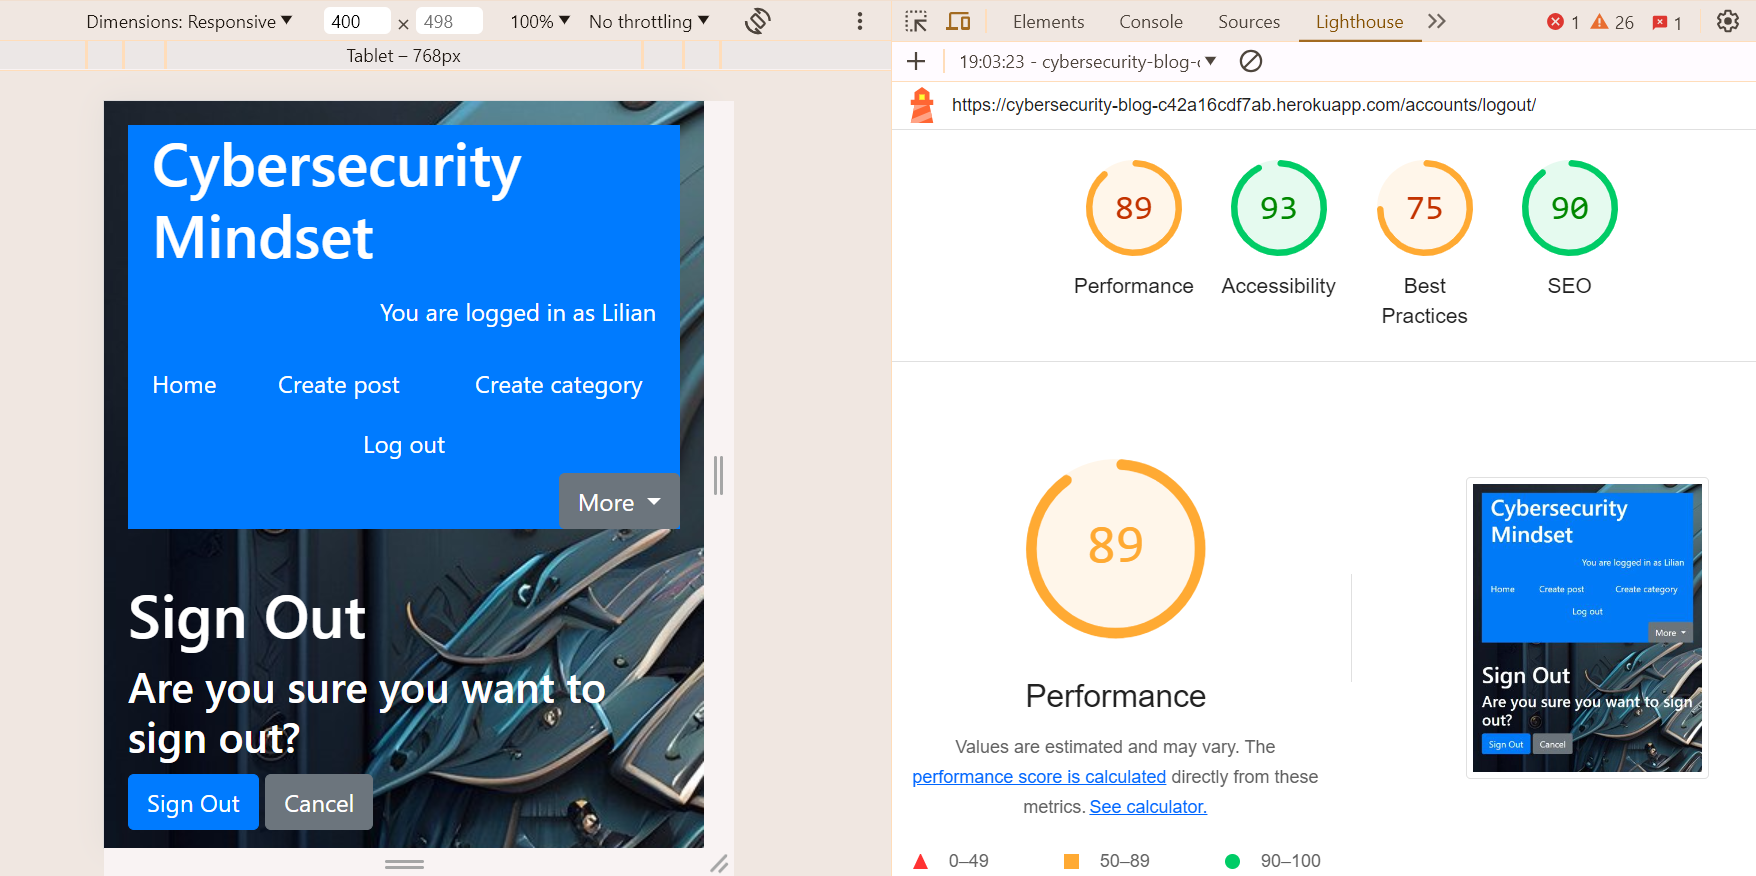 Dimensions: Responsive 400 × 498 100% No throttling
Tablet – 768px
Cybersecurity
Mindset
You are logged in as Lilian
Home Create post Create category
Log out
More
Sign Out
Are you sure you want to
sign out?
Sign Out Cancel
Elements Console Sources Lighthouse 1 26 1
19:03:23 - cybersecurity-blog-
https://cybersecurity-blog-c42a16cdf7ab.herokuapp.com/accounts/logout/
89 93 75 90
Performance Accessibility Best SEO
Practices
89
Performance
Values are estimated and may vary. The
performance score is calculated directly from these
metrics. See calculator.
0–49 50–89 90–100
Cybersecurity
Mindset
You are logged in as Lilian
Home Create post Create category
Log out
More
Sign Out
Are you sure you want to sign
out?
Sign Out Cancel